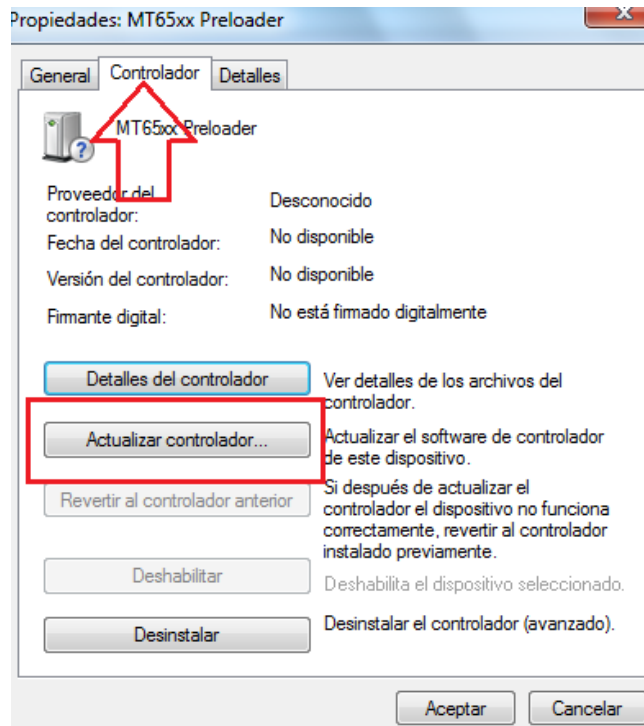 Propiedades: MT65xx Preloader
General Controlador Detalles
MT65xx Preloader
Proveedor del
controlador:
Desconocido
Fecha del controlador: No disponible
Versión del controlador: No disponible
Firmante digital: No está firmado digitalmente
Detalles del controlador
Ver detalles de los archivos del
controlador.
Actualizar controlador...
Actualizar el software de controlador
de este dispositivo.
Revertir al controlador anterior
Si después de actualizar el
controlador el dispositivo no funciona
correctamente, revertir al controlador
instalado previamente.
Deshabilitar
Deshabilita el dispositivo seleccionado.
Desinstalar
Desinstalar el controlador (avanzado).
Aceptar Cancelar